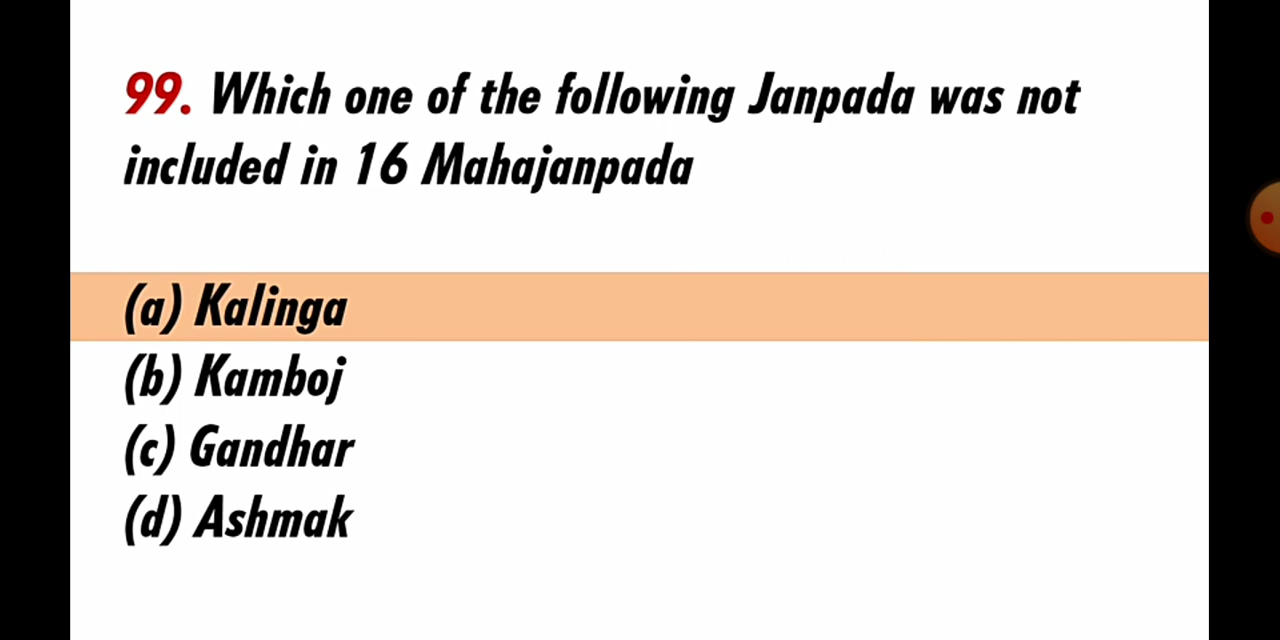 99. Which one of the following Janpada was not
included in 16 Mahajanpada
(a) Kalinga
(b) Kamboj
(c) Gandhar
(d) Ashmak